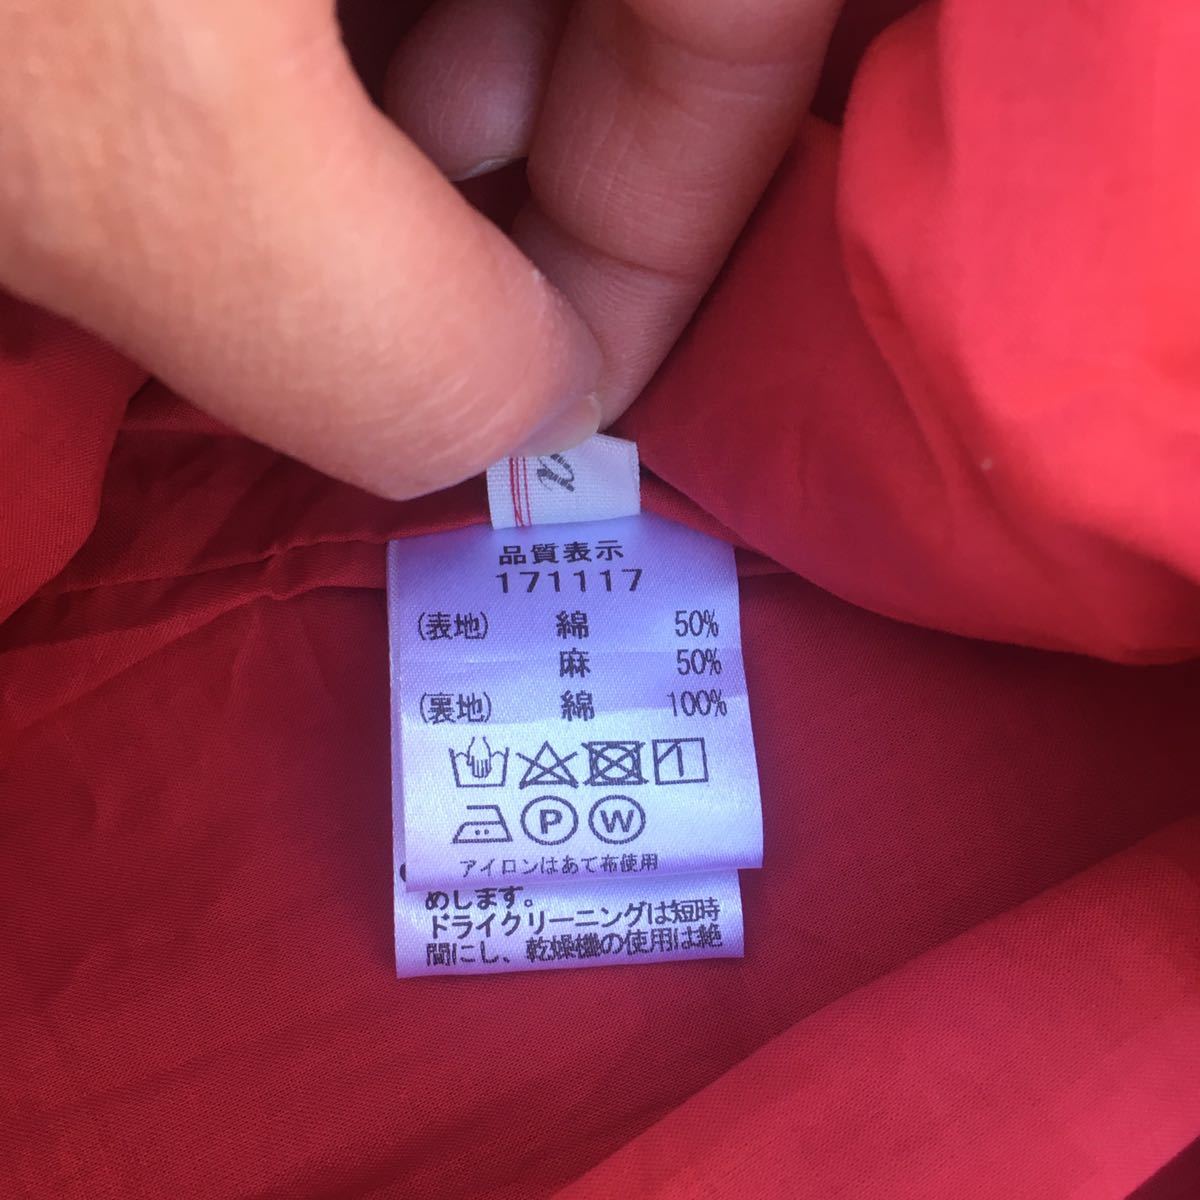 品質表示
171117
(表地) 綿 50%
麻 50%
(裏地) 綿 100%
P W
アイロンはあて布使用
めします。
ドライクリーニングは短時
間にし、乾燥機の使用は絶